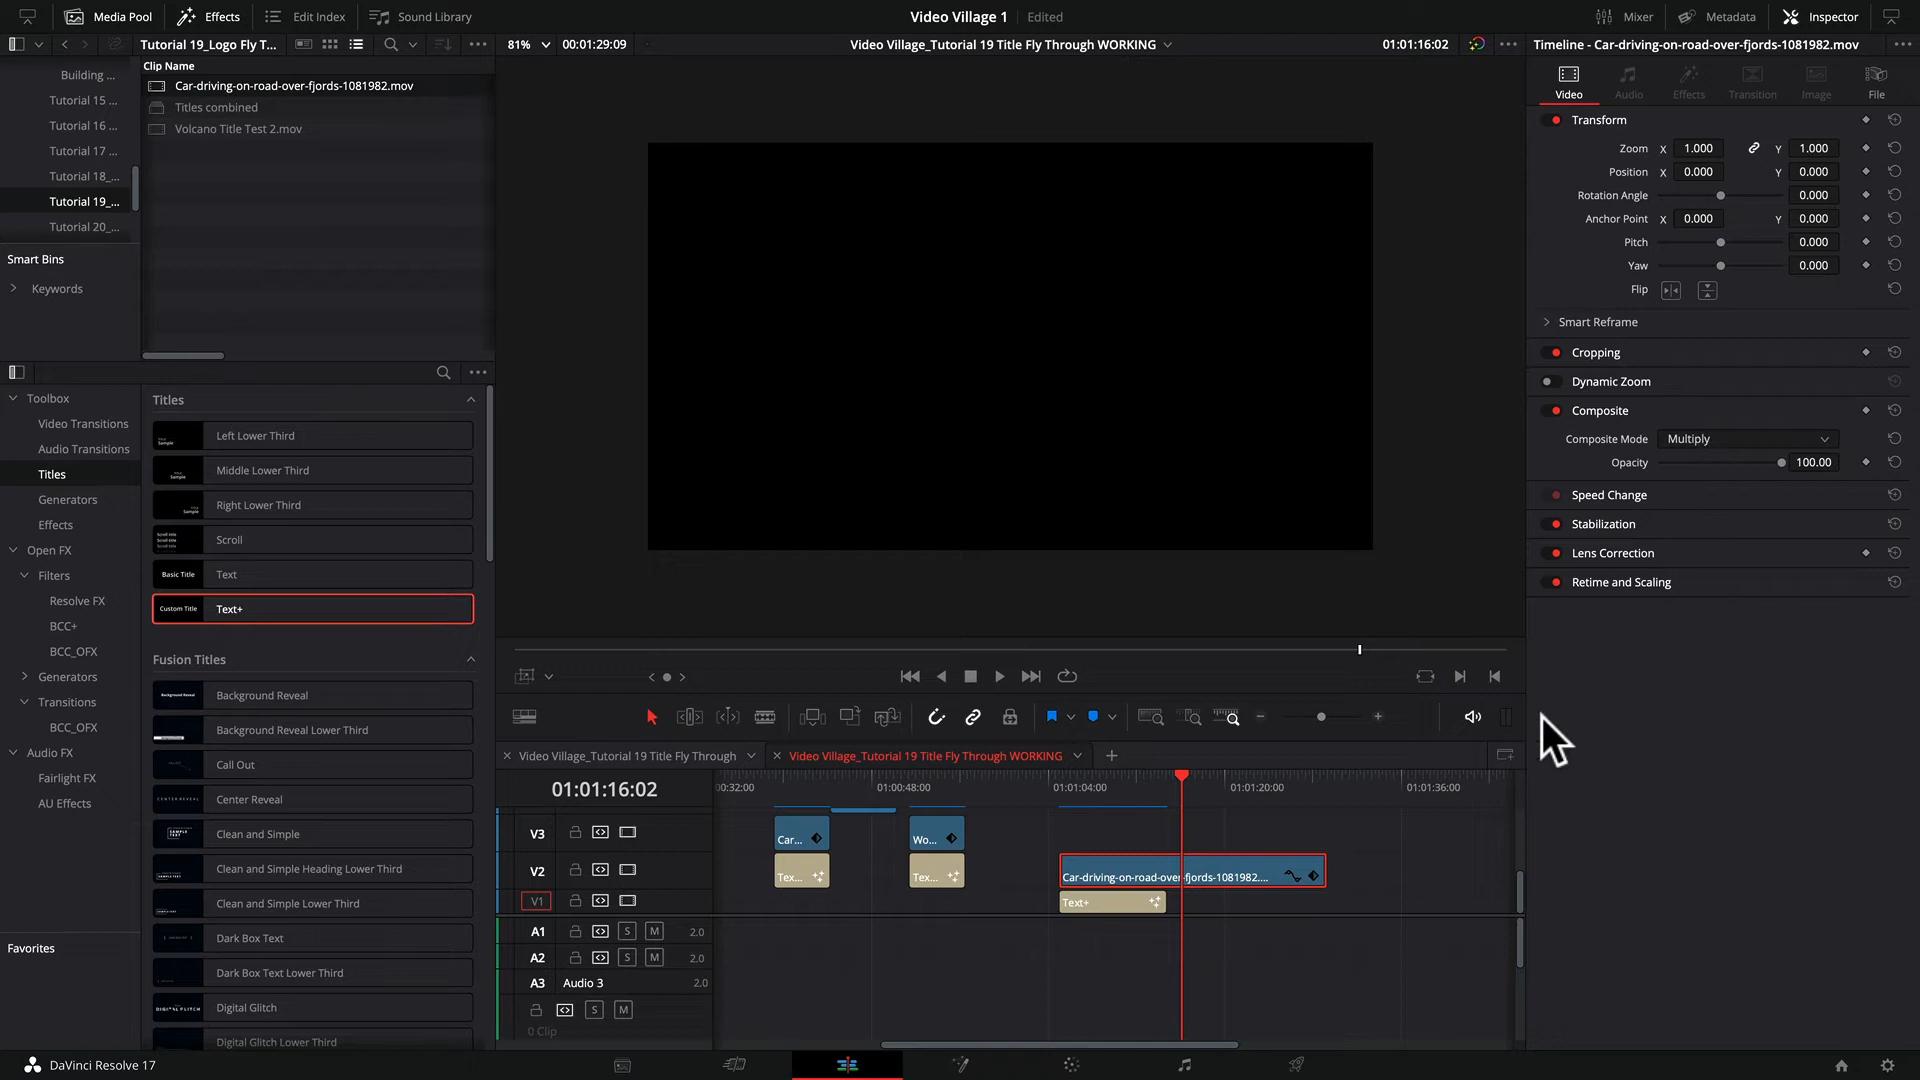 Media Pool
Effects
Edit Index
Sound Library
Video Village 1
Edited
Mixer
Metadata
Inspector
Tutorial 19_Logo Fly T...
81%
00:01:29:09
Video Village_Tutorial 19 Title Fly Through WORKING
01:01:16:02
Timeline - Car-driving-on-road-over-fjords-1081982.mov
Building ...
Tutorial 15 ...
Tutorial 16 ...
Tutorial 17 ...
Tutorial 18_...
Tutorial 19_...
Tutorial 20_...
Smart Bins
Keywords
Clip Name
Car-driving-on-road-over-fjords-1081982.mov
Titles combined
Volcano Title Test 2.mov
Video
Audio
Effects
Transition
Image
File
Transform
Zoom X 1.000 Y 1.000
Position X 0.000 Y 0.000
Rotation Angle 0.000
Anchor Point X 0.000 Y 0.000
Pitch 0.000
Yaw 0.000
Flip
Smart Reframe
Cropping
Dynamic Zoom
Composite
Composite Mode Multiply
Opacity 100.00
Speed Change
Stabilization
Lens Correction
Retime and Scaling
Toolbox
Video Transitions
Audio Transitions
Titles
Generators
Effects
Open FX
Filters
Resolve FX
BCC+
BCC_OFX
Generators
Transitions
BCC_OFX
Audio FX
Fairlight FX
AU Effects
Favorites
Titles
Left Lower Third
Middle Lower Third
Right Lower Third
Scroll
Basic Title Text
Custom Title Text+
Fusion Titles
Background Reveal
Background Reveal Lower Third
Call Out
CENTER REVEAL Center Reveal
Clean and Simple
Clean and Simple Heading Lower Third
Clean and Simple Lower Third
Dark Box Text
Dark Box Text Lower Third
DIGITAL GLITCH Digital Glitch
Digital Glitch Lower Third
Video Village_Tutorial 19 Title Fly Through
Video Village_Tutorial 19 Title Fly Through WORKING
01:01:16:02
00:32:00
01:00:48:00
01:01:04:00
01:01:20:00
01:01:36:00
V3
Car...
Wo...
V2
Tex...
Tex...
Car-driving-on-road-over-fjords-1081982....
V1
Text+
A1 S M 2.0
A2 S M 2.0
A3 Audio 3 2.0
S M
0 Clip
DaVinci Resolve 17